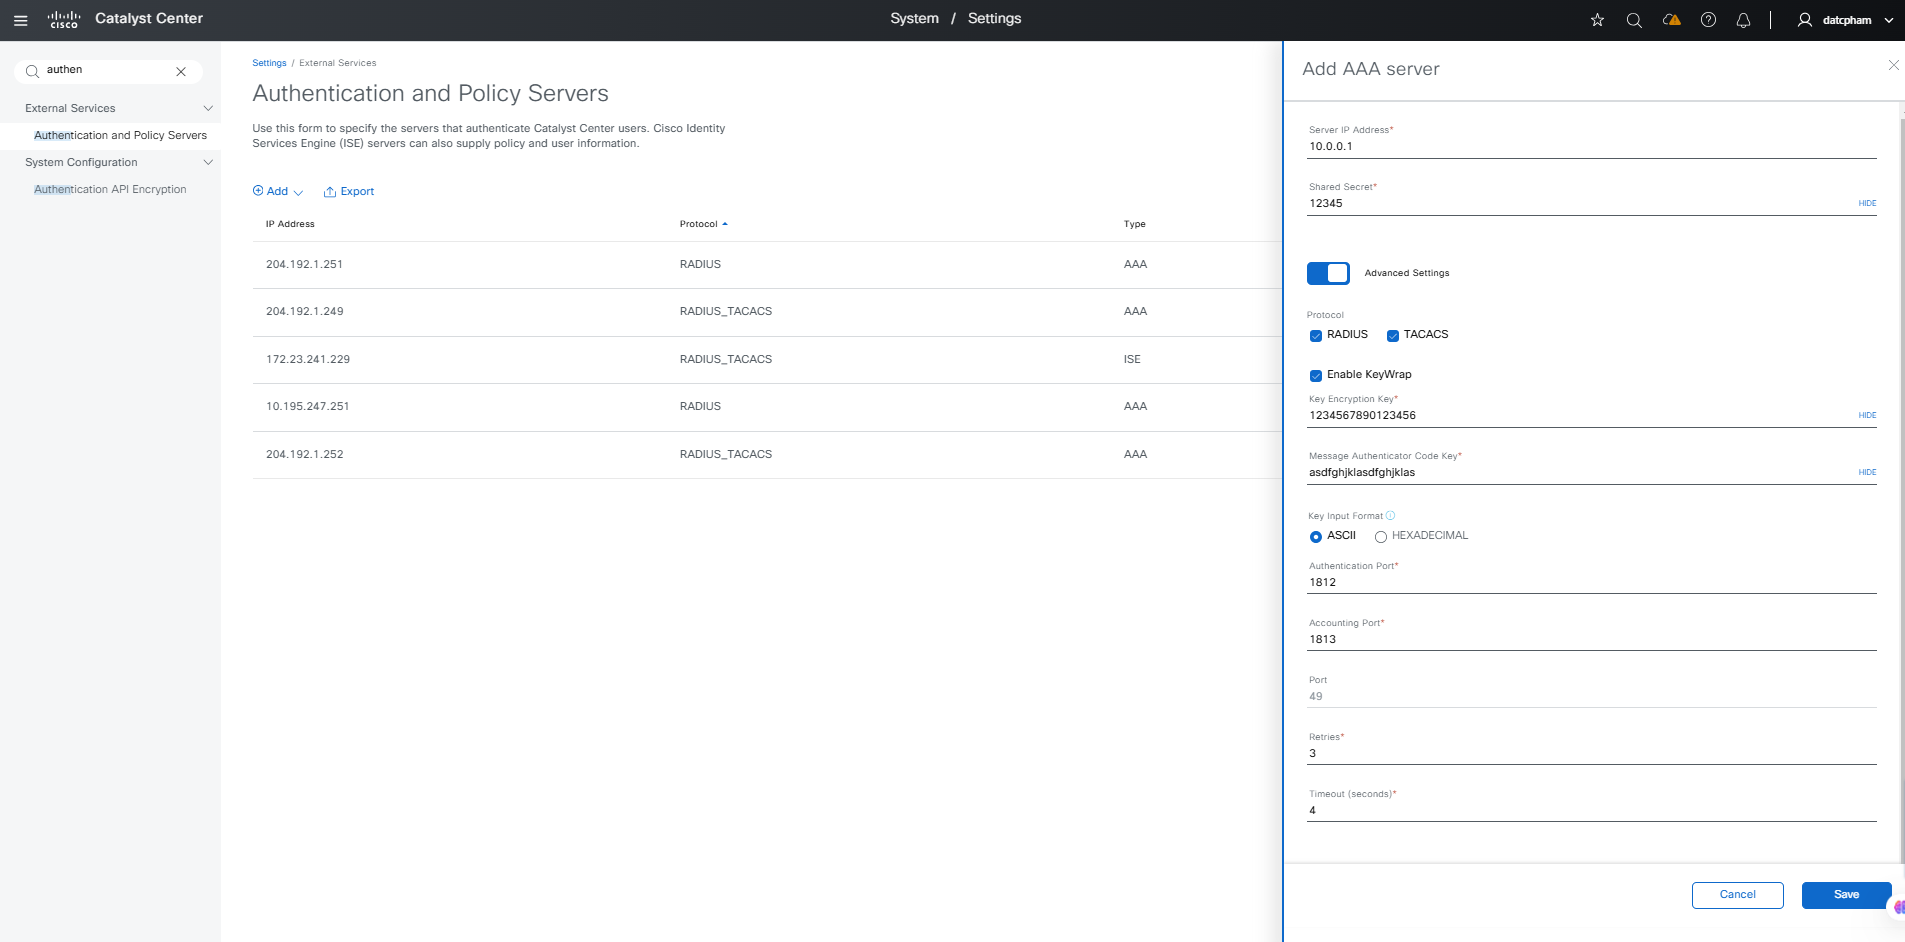 CISCO Catalyst Center
System / Settings
datcpham
authen
External Services
Authentication and Policy Servers
System Configuration
Authentication API Encryption
Settings / External Services
Authentication and Policy Servers
Use this form to specify the servers that authenticate Catalyst Center users. Cisco Identity
Services Engine (ISE) servers can also supply policy and user information.
Add Export
IP Address Protocol Type
204.192.1.251 RADIUS AAA
204.192.1.249 RADIUS_TACACS AAA
172.23.241.229 RADIUS_TACACS ISE
10.195.247.251 RADIUS AAA
204.192.1.252 RADIUS_TACACS AAA
Add AAA server
Server IP Address*
10.0.0.1
Shared Secret*
12345 HIDE
Advanced Settings
Protocol
RADIUS TACACS
Enable KeyWrap
Key Encryption Key*
1234567890123456 HIDE
Message Authenticator Code Key*
asdfghjklasdfghjklas HIDE
Key Input Format
ASCII HEXADECIMAL
Authentication Port*
1812
Accounting Port*
1813
Port
49
Retries*
3
Timeout (seconds)*
4
Cancel Save